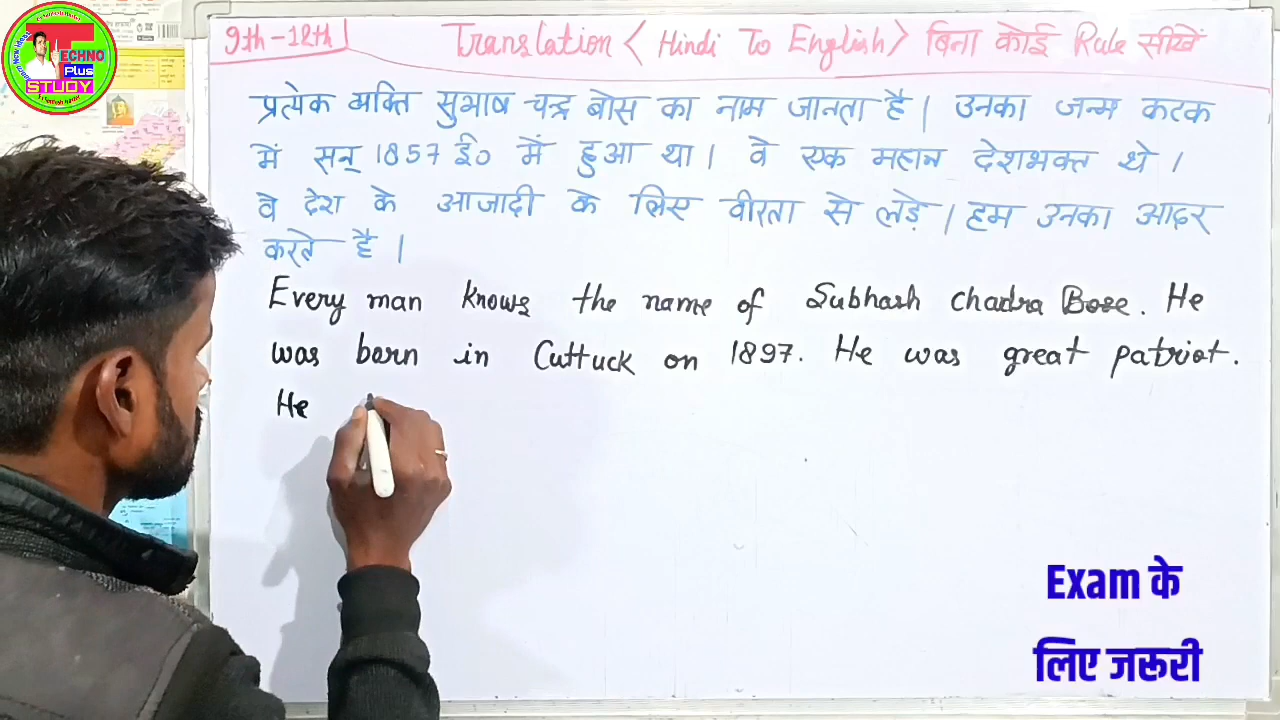 TECHNO
Plus
STUDY
9th-12th
Translation < Hindi To English > बिना कोई Rule सीखें
प्रत्येक व्यक्ति सुभाष चन्द्र बोस का नाम जानता है। उनका जन्म कटक
में सन् 1857 ई० में हुआ था। वे एक महान देशभक्त थे।
वे देश के आजादी के लिए वीरता से लड़े। हम उनका आदर
करते है।
Every man knows the name of Subhash chadra Bose. He
was born in Cuttuck on 1897. He was great patriot.
He
Exam के
लिए जरूरी